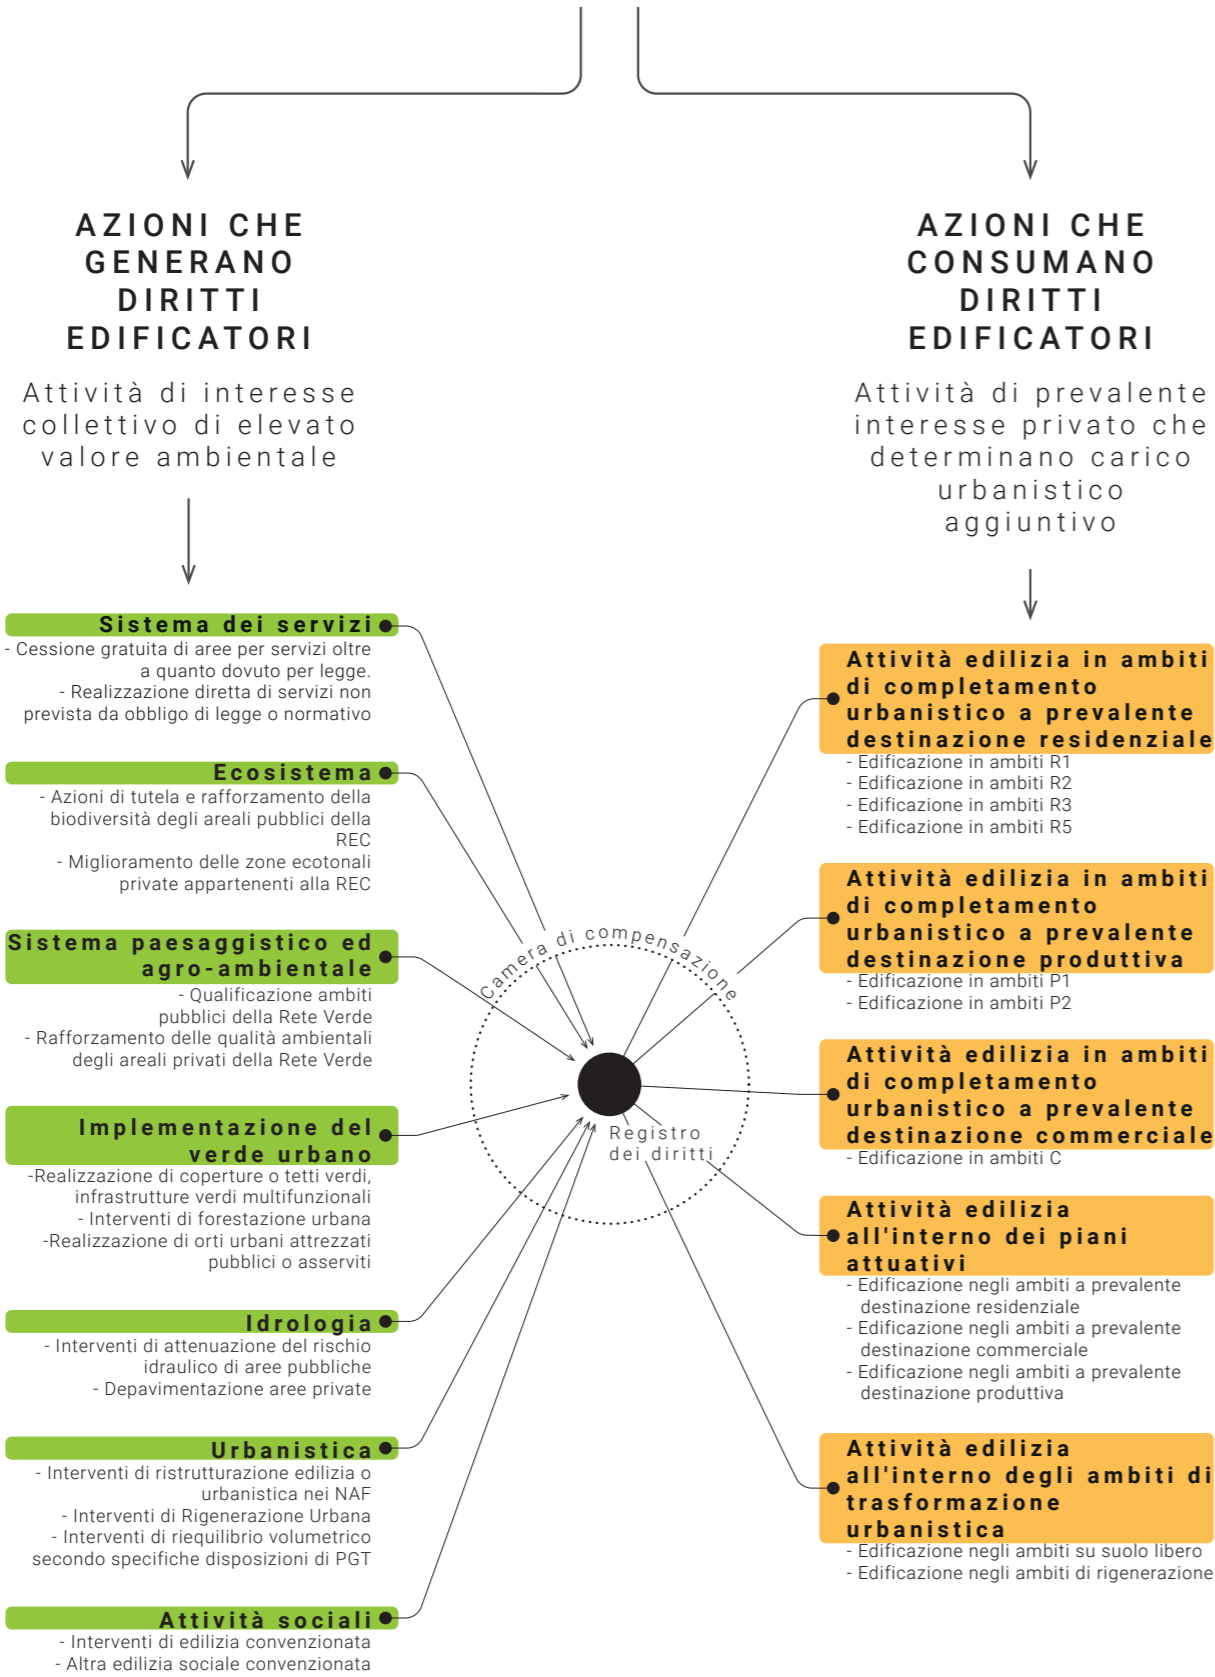 AZIONI CHE
GENERANO
DIRITTI
EDIFICATORI
Attività di interesse
collettivo di elevato
valore ambientale
Sistema dei servizi
- Cessione gratuita di aree per servizi oltre
a quanto dovuto per legge.
- Realizzazione diretta di servizi non
prevista da obbligo di legge o normativo
Ecosistema
- Azioni di tutela e rafforzamento della
biodiversità degli areali pubblici della
REC
- Miglioramento delle zone ecotonali
private appartenenti alla REC
Sistema paesaggistico ed
agro-ambientale
- Qualificazione ambiti
pubblici della Rete Verde
- Rafforzamento delle qualità ambientali
degli areali privati della Rete Verde
Implementazione del
verde urbano
-Realizzazione di coperture o tetti verdi,
infrastrutture verdi multifunzionali
- Interventi di forestazione urbana
-Realizzazione di orti urbani attrezzati
pubblici o asserviti
Idrologia
- Interventi di attenuazione del rischio
idraulico di aree pubbliche
- Depavimentazione aree private
Urbanistica
- Interventi di ristrutturazione edilizia o
urbanistica nei NAF
- Interventi di Rigenerazione Urbana
- Interventi di riequilibrio volumetrico
secondo specifiche disposizioni di PGT
Attività sociali
- Interventi di edilizia convenzionata
- Altra edilizia sociale convenzionata
Camera di compensazione
Registro
dei diritti
AZIONI CHE
CONSUMANO
DIRITTI
EDIFICATORI
Attività di prevalente
interesse privato che
determinano carico
urbanistico
aggiuntivo
Attività edilizia in ambiti
di completamento
urbanistico a prevalente
destinazione residenziale
- Edificazione in ambiti R1
- Edificazione in ambiti R2
- Edificazione in ambiti R3
- Edificazione in ambiti R5
Attività edilizia in ambiti
di completamento
urbanistico a prevalente
destinazione produttiva
- Edificazione in ambiti P1
- Edificazione in ambiti P2
Attività edilizia in ambiti
di completamento
urbanistico a prevalente
destinazione commerciale
- Edificazione in ambiti C
Attività edilizia
all'interno dei piani
attuativi
- Edificazione negli ambiti a prevalente
destinazione residenziale
- Edificazione negli ambiti a prevalente
destinazione commerciale
- Edificazione negli ambiti a prevalente
destinazione produttiva
Attività edilizia
all'interno degli ambiti di
trasformazione
urbanistica
- Edificazione negli ambiti su suolo libero
- Edificazione negli ambiti di rigenerazione